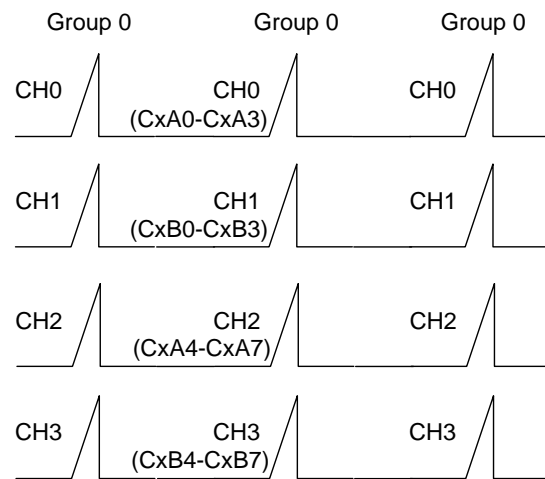 Group 0 Group 0 Group 0
CH0 CH0 CH0
(CxA0-CxA3)
CH1 CH1 CH1
(CxB0-CxB3)
CH2 CH2 CH2
(CxA4-CxA7)
CH3 CH3 CH3
(CxB4-CxB7)